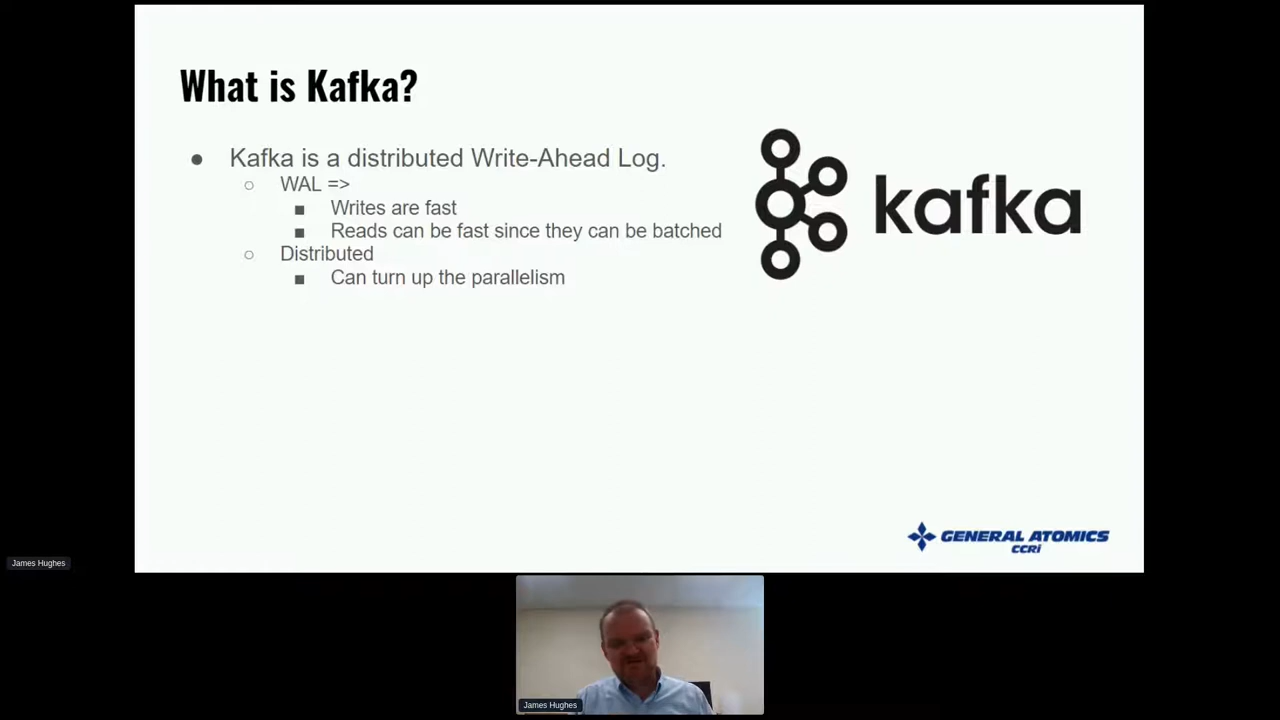 What is Kafka?
Kafka is a distributed Write-Ahead Log.
WAL =>
Writes are fast
Reads can be fast since they can be batched
Distributed
Can turn up the parallelism
kafka
GENERAL ATOMICS
CCRi
James Hughes
James Hughes